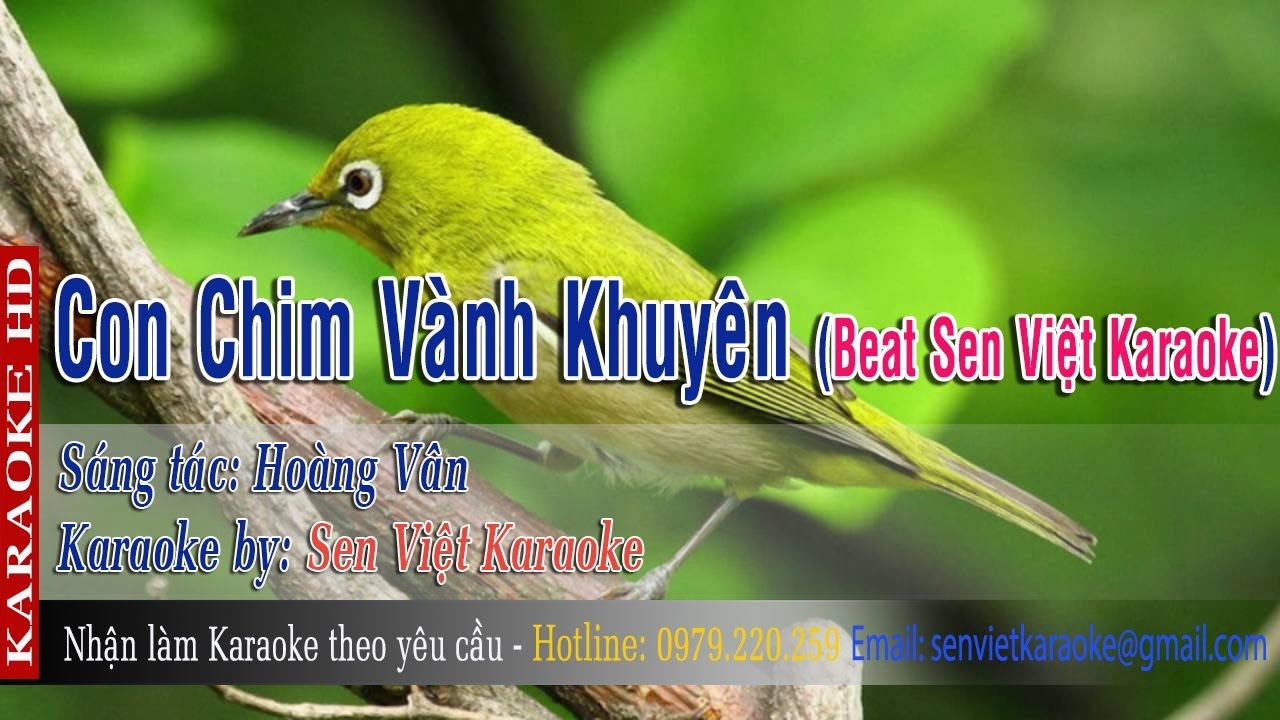 KARAOKE HD
Con Chim Vành Khuyên (Beat Sen Việt Karaoke)
Sáng tác: Hoàng Vân
Karaoke by: Sen Việt Karaoke
Nhận làm Karaoke theo yêu cầu - Hotline: 0979.220.259 Email: senvietkaraoke@gmail.com